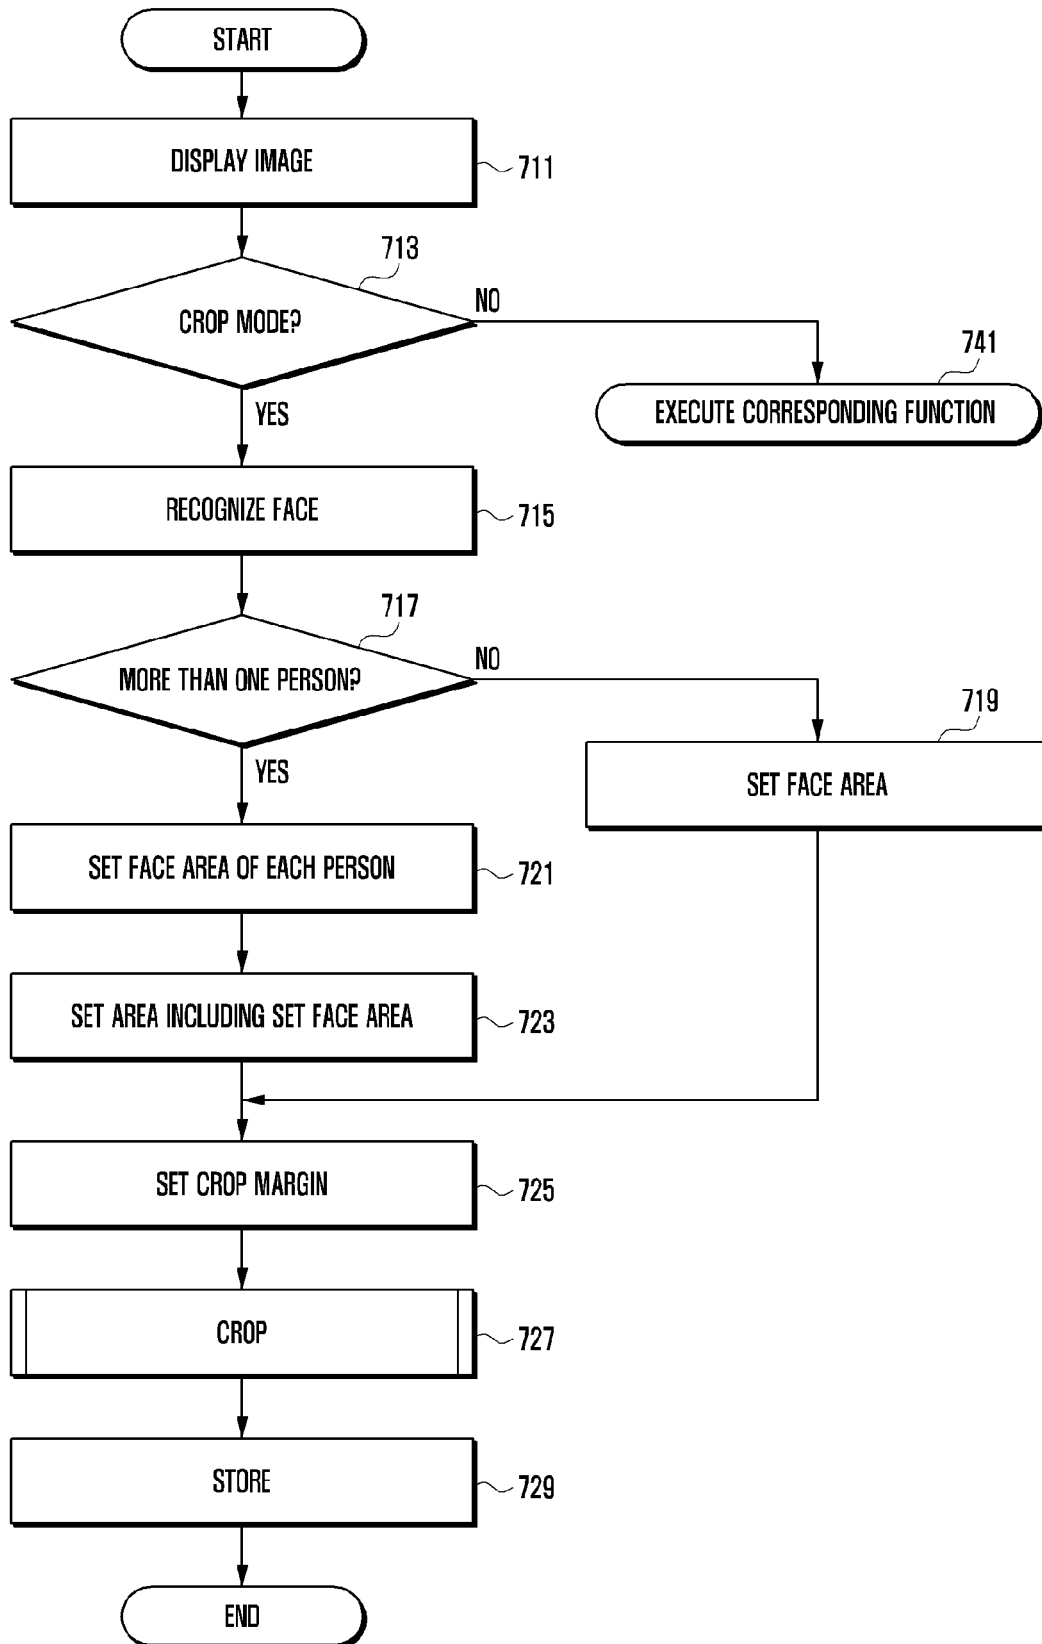 START
DISPLAY IMAGE
711
713
CROP MODE?
NO
741
EXECUTE CORRESPONDING FUNCTION
YES
RECOGNIZE FACE
715
717
MORE THAN ONE PERSON?
NO
719
SET FACE AREA
YES
SET FACE AREA OF EACH PERSON
721
SET AREA INCLUDING SET FACE AREA
723
SET CROP MARGIN
725
CROP
727
STORE
729
END